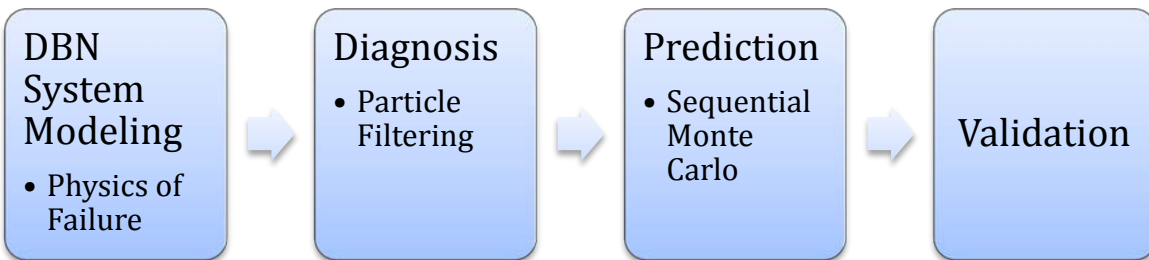 DBN
System
Modeling
• Physics of
Failure
Diagnosis
• Particle
Filtering
Prediction
• Sequential
Monte
Carlo
Validation